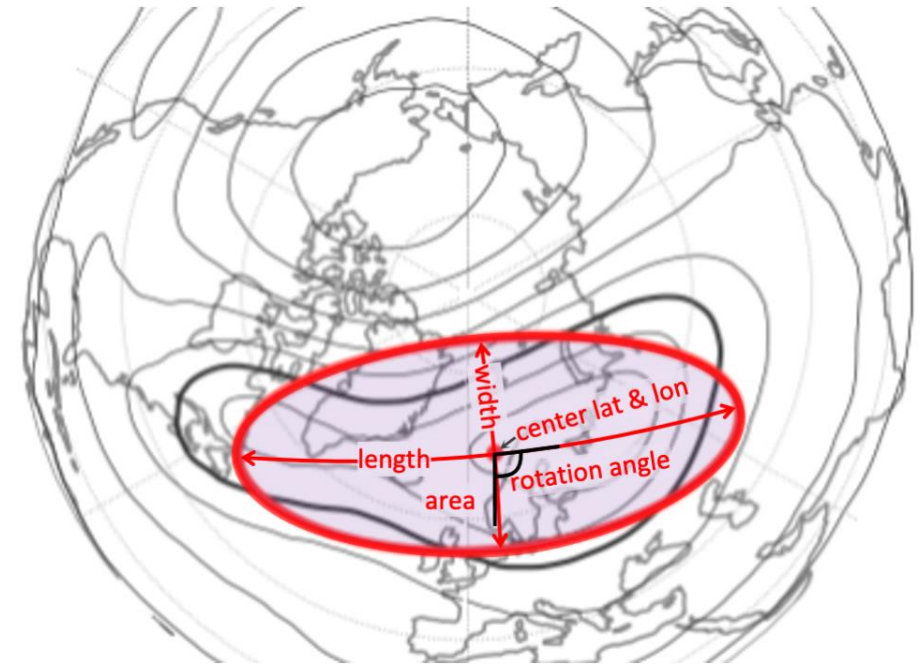 width
center lat & lon
length
rotation angle
area